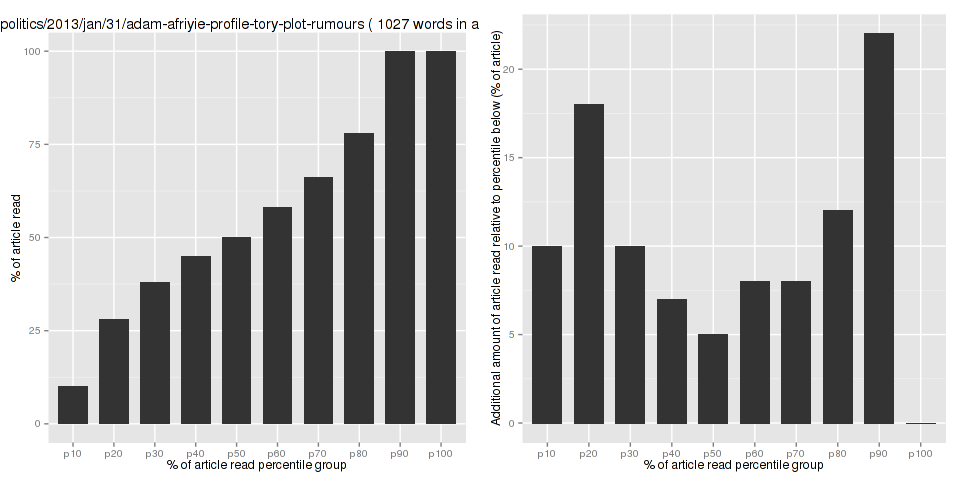 politics/2013/jan/31/adam-afriyie-profile-tory-plot-rumours ( 1027 words in a
% of article read
100
75
50
25
0
p10 p20 p30 p40 p50 p60 p70 p80 p90 p100
% of article read percentile group
Additional amount of article read relative to percentile below (% of article)
20
15
10
5
0
p10 p20 p30 p40 p50 p60 p70 p80 p90 p100
% of article read percentile group